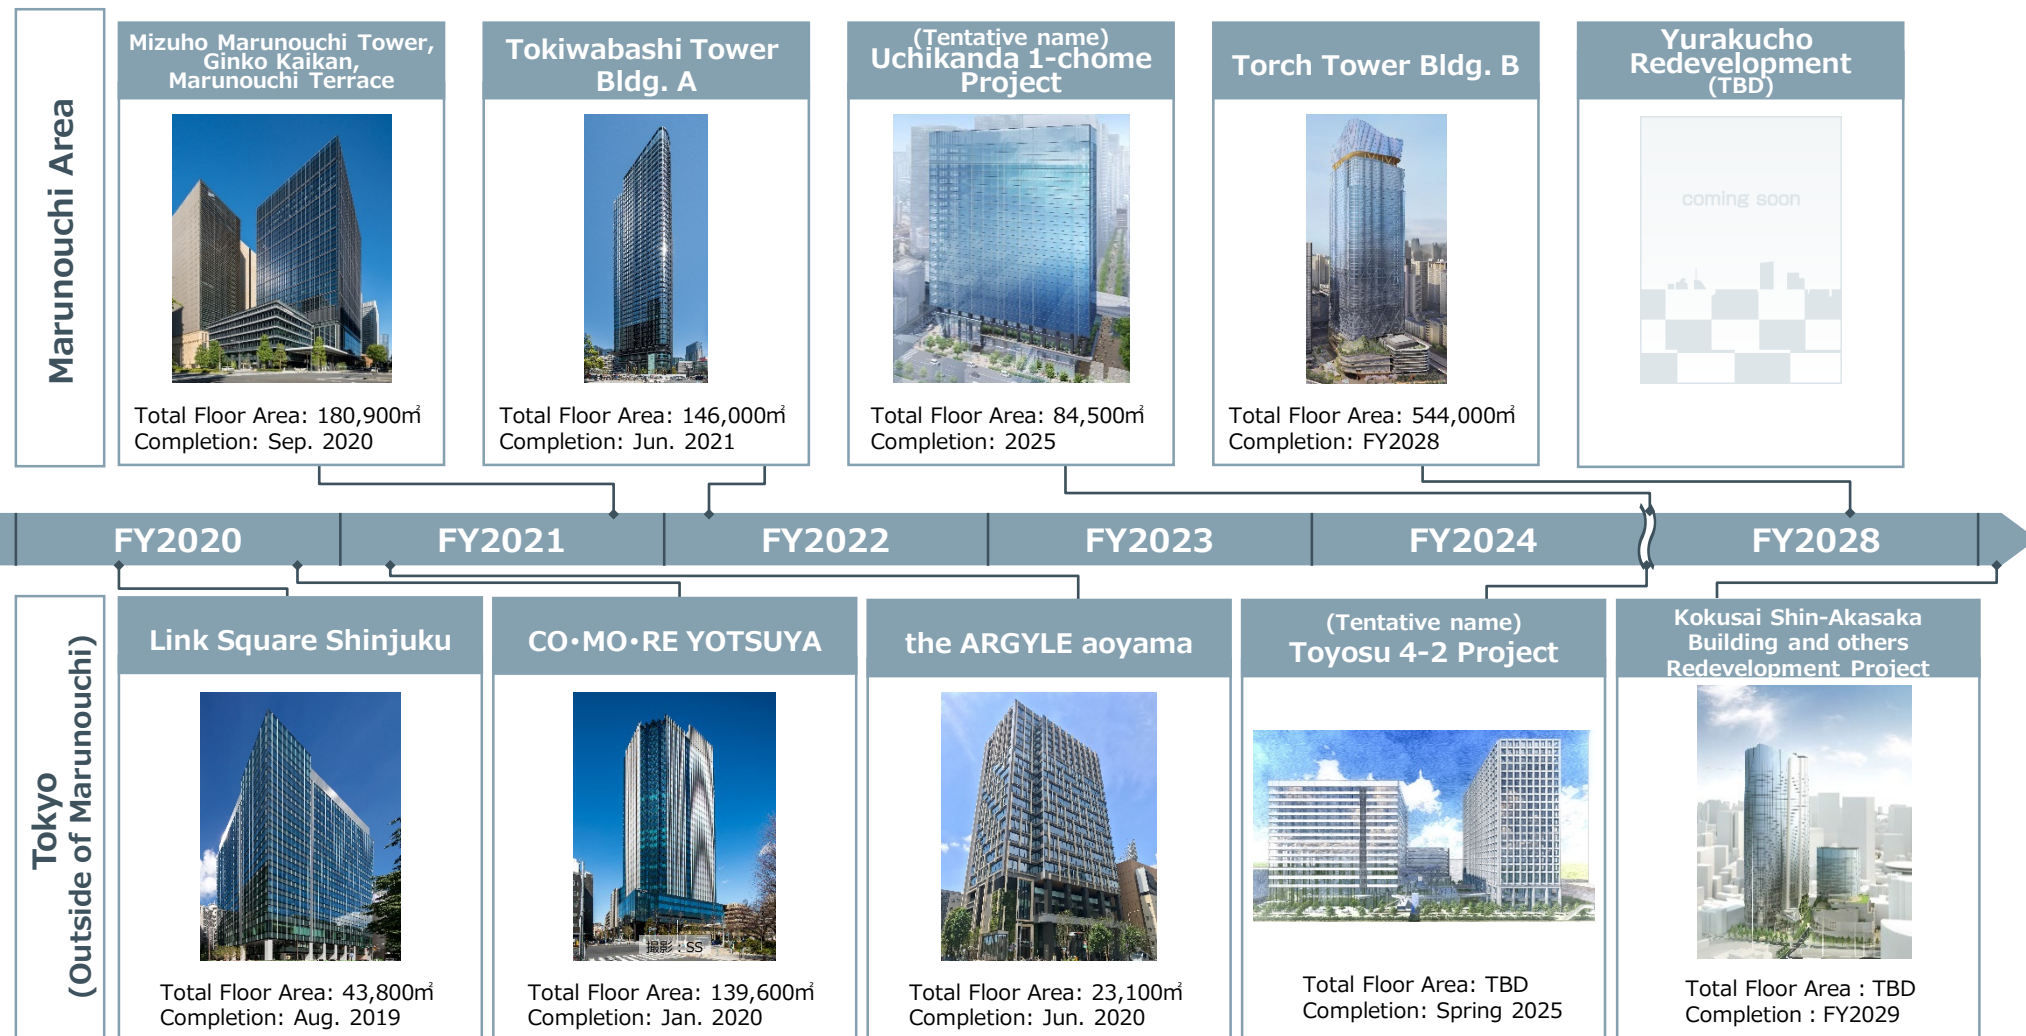 Marunouchi Area
Mizuho Marunouchi Tower,
Ginko Kaikan,
Marunouchi Terrace
Total Floor Area: 180,900㎡
Completion: Sep. 2020
Tokiwabashi Tower
Bldg. A
Total Floor Area: 146,000㎡
Completion: Jun. 2021
(Tentative name)
Uchikanda 1-chome
Project
Total Floor Area: 84,500㎡
Completion: 2025
Torch Tower Bldg. B
Total Floor Area: 544,000㎡
Completion: FY2028
Yurakucho
Redevelopment
(TBD)
coming soon
FY2020
FY2021
FY2022
FY2023
FY2024
FY2028
Tokyo
(Outside of Marunouchi)
Link Square Shinjuku
Total Floor Area: 43,800㎡
Completion: Aug. 2019
CO・MO・RE YOTSUYA
撮影：SS
Total Floor Area: 139,600㎡
Completion: Jan. 2020
the ARGYLE aoyama
Total Floor Area: 23,100㎡
Completion: Jun. 2020
(Tentative name)
Toyosu 4-2 Project
Total Floor Area: TBD
Completion: Spring 2025
Kokusai Shin-Akasaka
Building and others
Redevelopment Project
Total Floor Area : TBD
Completion : FY2029